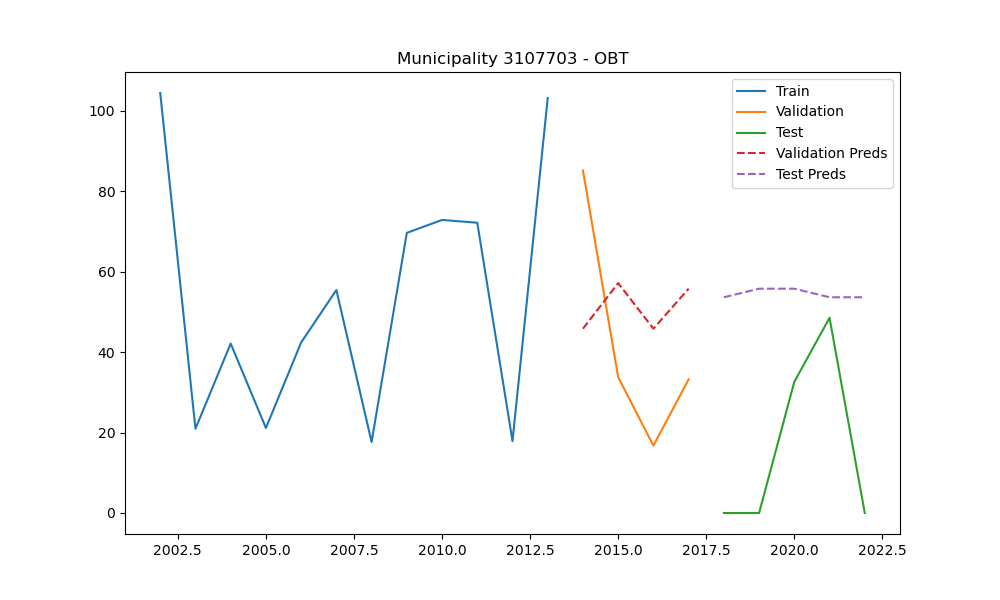 Municipality 3107703 - OBT
Train
Validation
Test
Validation Preds
Test Preds
100
80
60
40
20
0
2002.5 2005.0 2007.5 2010.0 2012.5 2015.0 2017.5 2020.0 2022.5